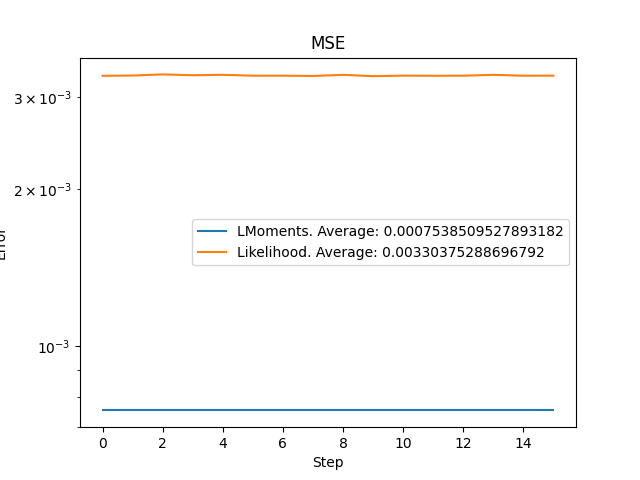 MSE
3 × 10⁻³
2 × 10⁻³
Error
10⁻³
LMoments. Average: 0.0007538509527893182
Likelihood. Average: 0.00330375288696792
0 2 4 6 8 10 12 14
Step